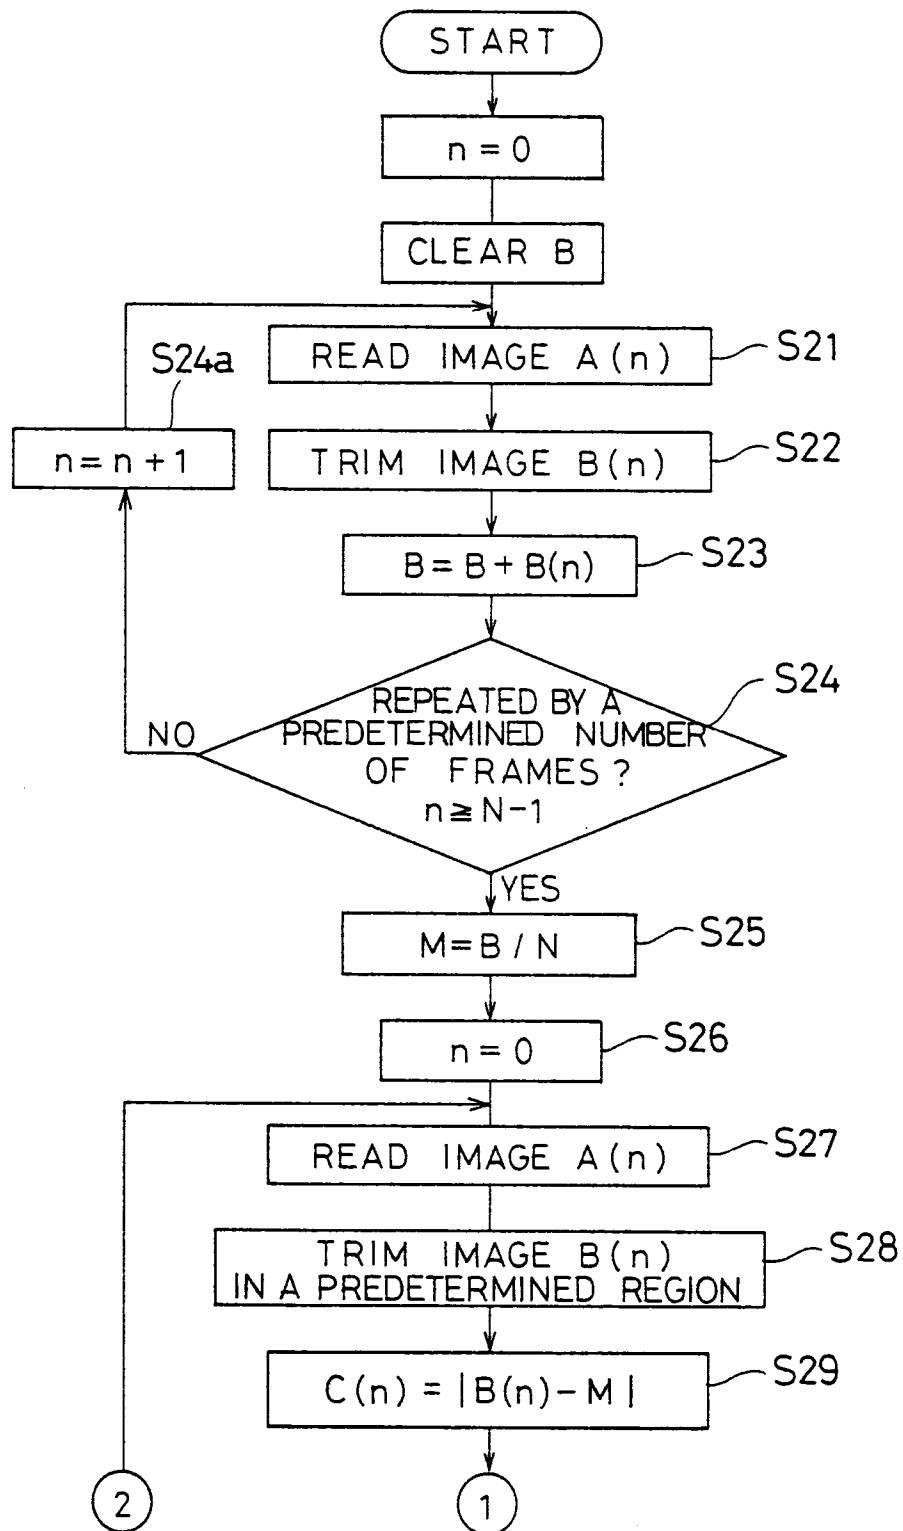 START
n = 0
CLEAR B
READ IMAGE A(n)
S21
S24a
n = n + 1
TRIM IMAGE B(n)
S22
B = B + B(n)
S23
REPEATED BY A
PREDETERMINED NUMBER
OF FRAMES ?
n ≧ N-1
S24
NO
YES
M = B / N
S25
n = 0
S26
READ IMAGE A(n)
S27
TRIM IMAGE B(n)
IN A PREDETERMINED REGION
S28
C(n) = |B(n) - M|
S29
2
1